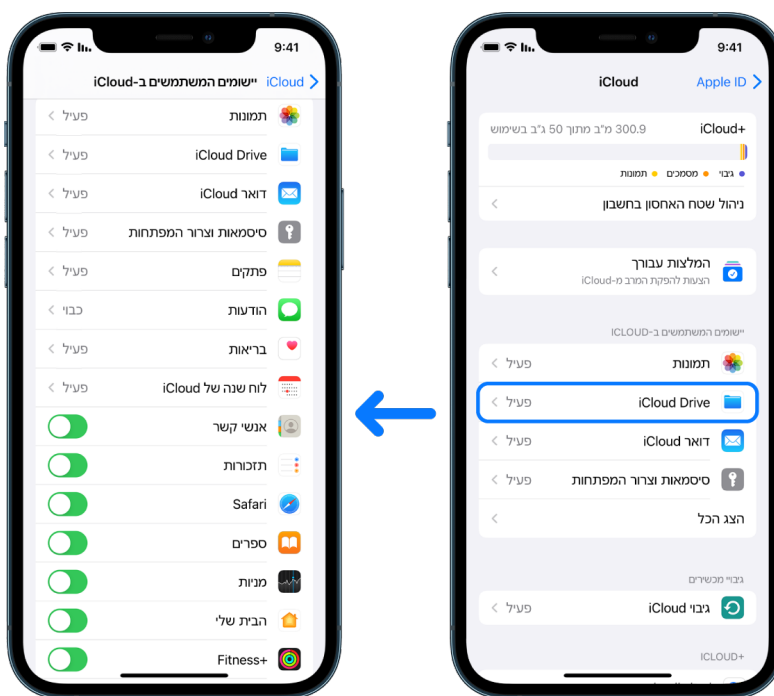 9:41
Apple ID
iCloud
iCloud+
300.9 מ"ב מתוך 50 ג"ב בשימוש
גיבוי מסמכים תמונות
ניהול שטח האחסון בחשבון
המלצות עבורך
הצעות להפקת המרב מ-iCloud
יישומים המשתמשים ב-ICLOUD
תמונות פעיל
iCloud Drive פעיל
דואר iCloud פעיל
סיסמאות וצרור המפתחות פעיל
הצג הכל
גיבויי מכשירים
גיבוי iCloud פעיל
ICLOUD+
9:41
iCloud יישומים המשתמשים ב-iCloud
תמונות פעיל
iCloud Drive פעיל
דואר iCloud פעיל
סיסמאות וצרור המפתחות פעיל
פתקים פעיל
הודעות כבוי
בריאות פעיל
לוח שנה של iCloud פעיל
אנשי קשר
תזכורות
Safari
ספרים
מניות
הבית שלי
Fitness+